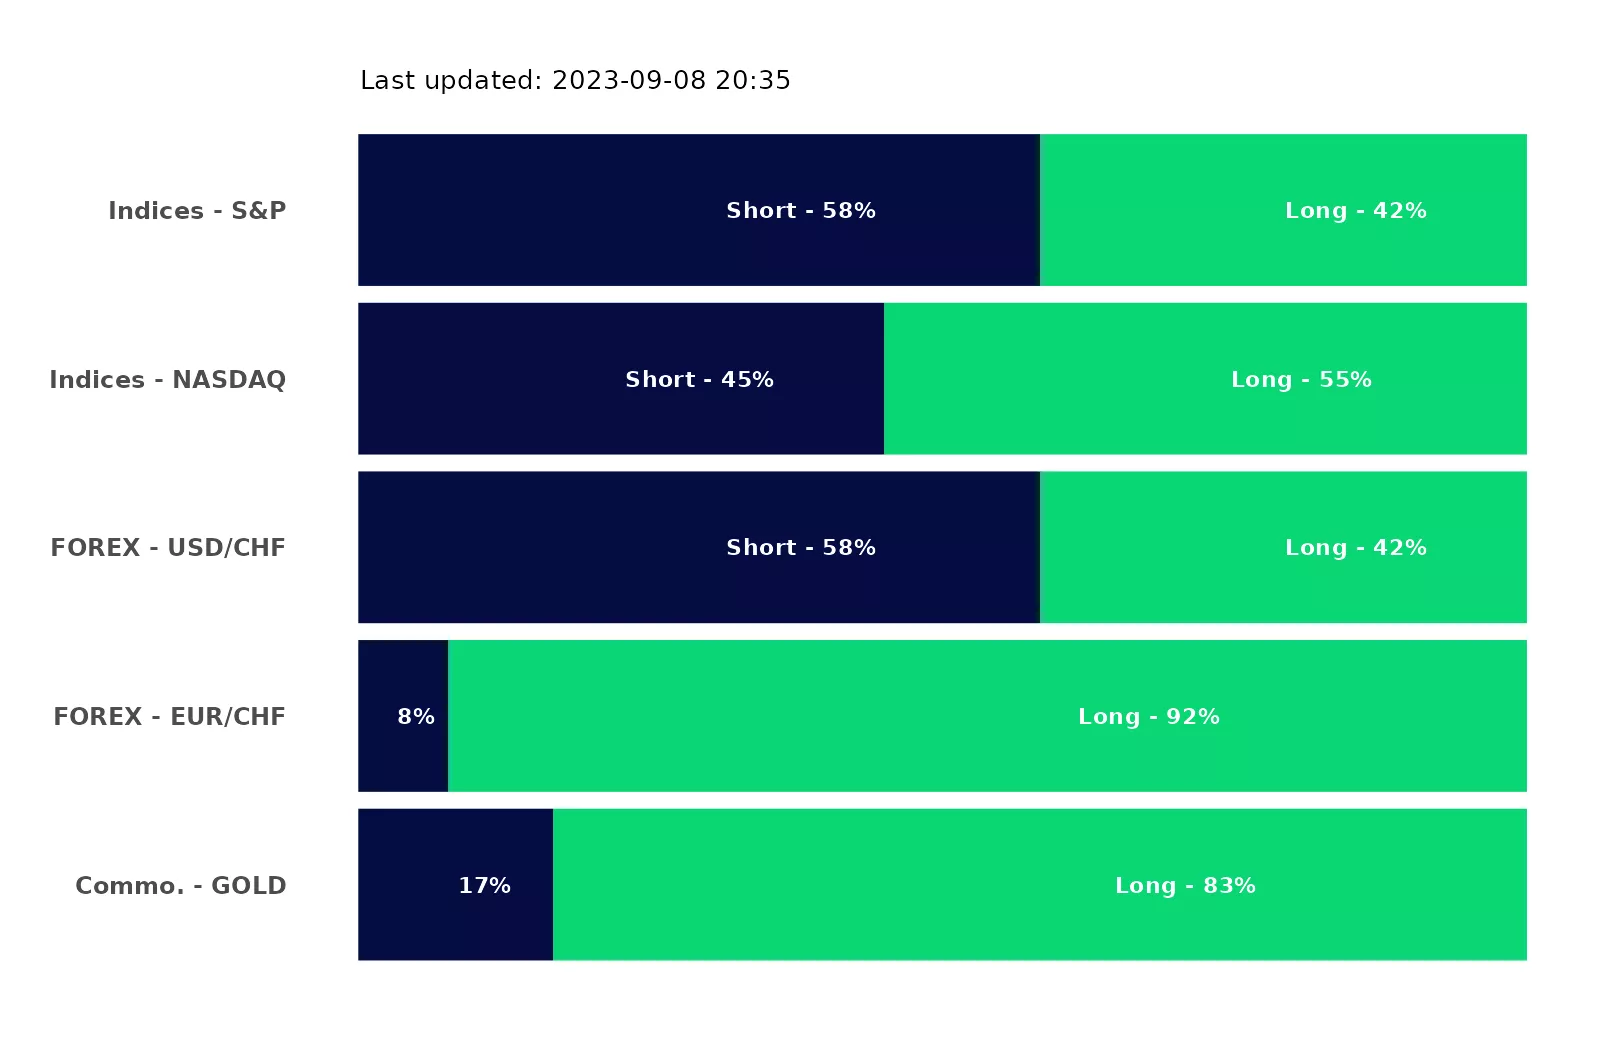 Last updated: 2023-09-08 20:35
Indices - S&P Short - 58% Long - 42%
Indices - NASDAQ Short - 45% Long - 55%
FOREX - USD/CHF Short - 58% Long - 42%
FOREX - EUR/CHF 8% Long - 92%
Commo. - GOLD 17% Long - 83%